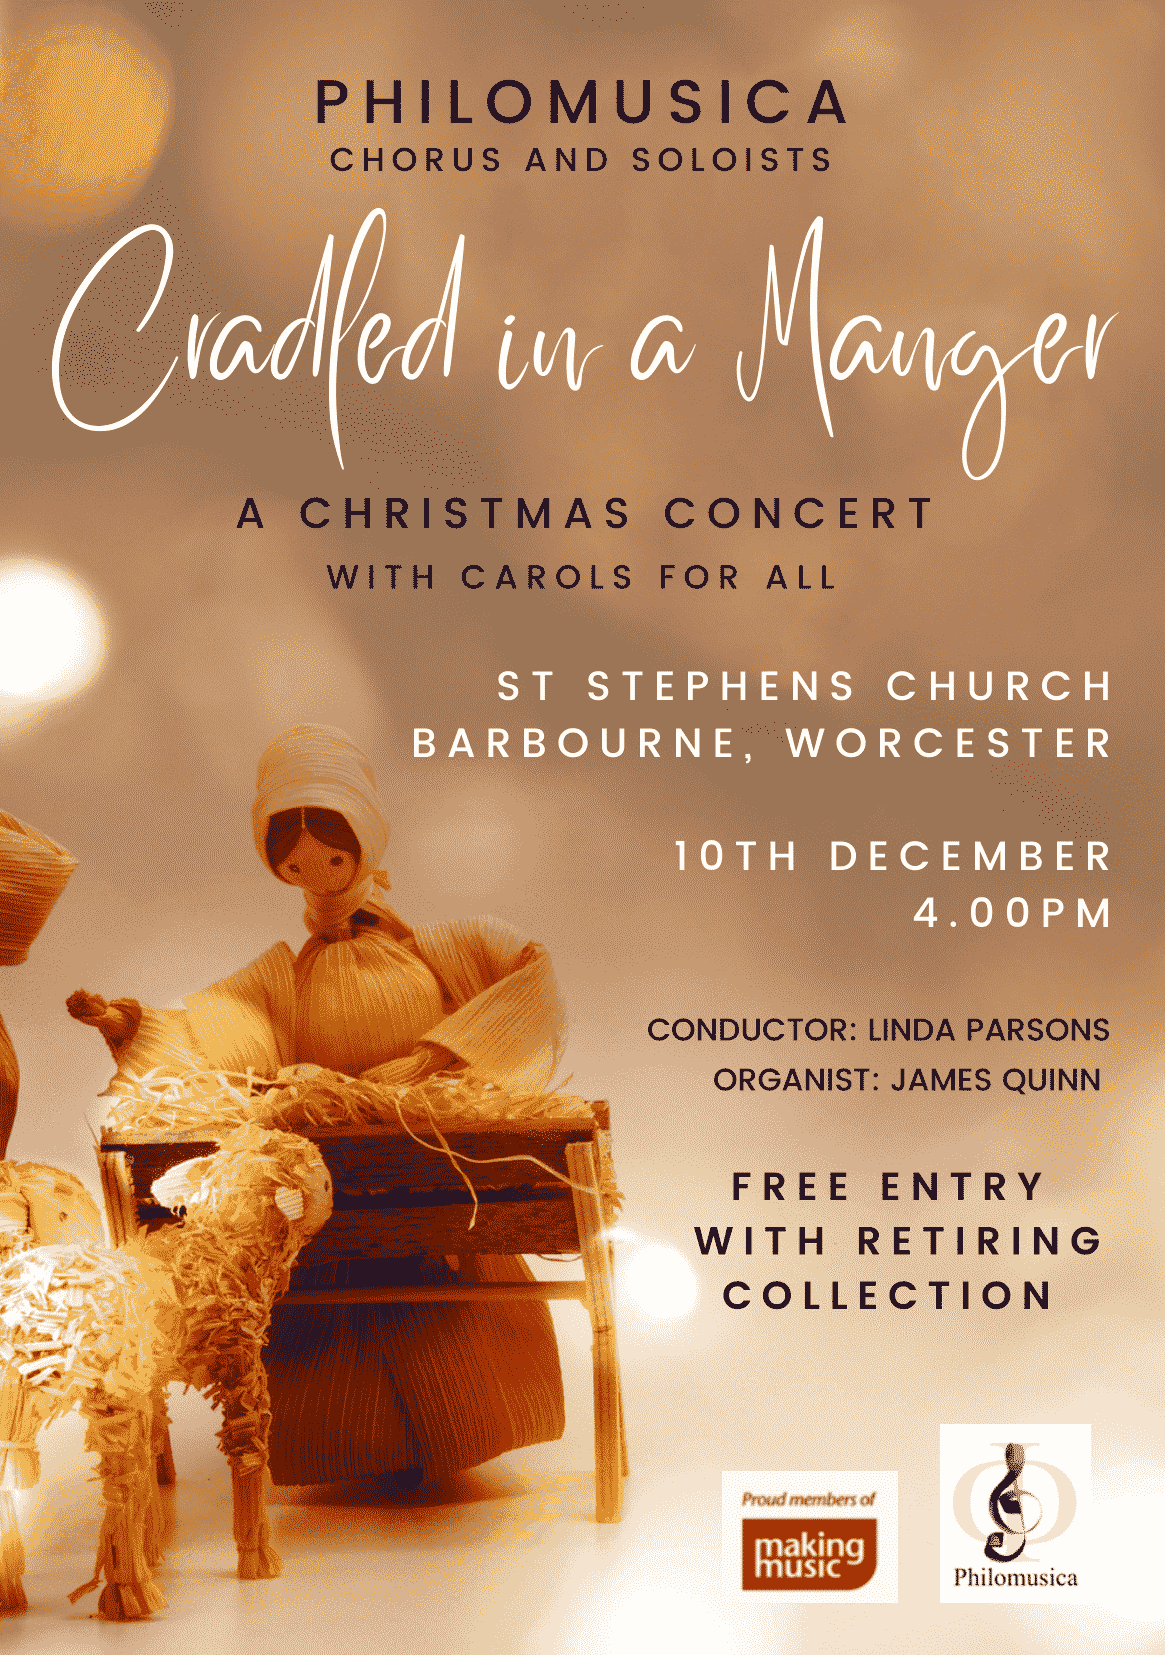 PHILOMUSICA
CHORUS AND SOLOISTS
Cradled in a Manger
A CHRISTMAS CONCERT
WITH CAROLS FOR ALL
ST STEPHENS CHURCH
BARBOURNE, WORCESTER
10TH DECEMBER
4.00PM
CONDUCTOR: LINDA PARSONS
ORGANIST: JAMES QUINN
FREE ENTRY
WITH RETIRING
COLLECTION
Proud members of
making
music
Philomusica